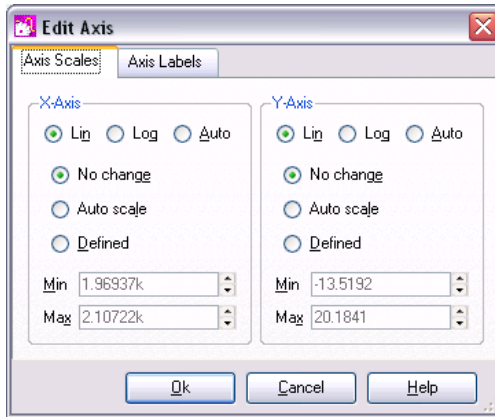 Edit Axis
Axis Scales Axis Labels
X-Axis Y-Axis
Lin Log Auto Lin Log Auto
No change No change
Auto scale Auto scale
Defined Defined
Min 1.96937k Min -13.5192
Max 2.10722k Max 20.1841
Ok Cancel Help